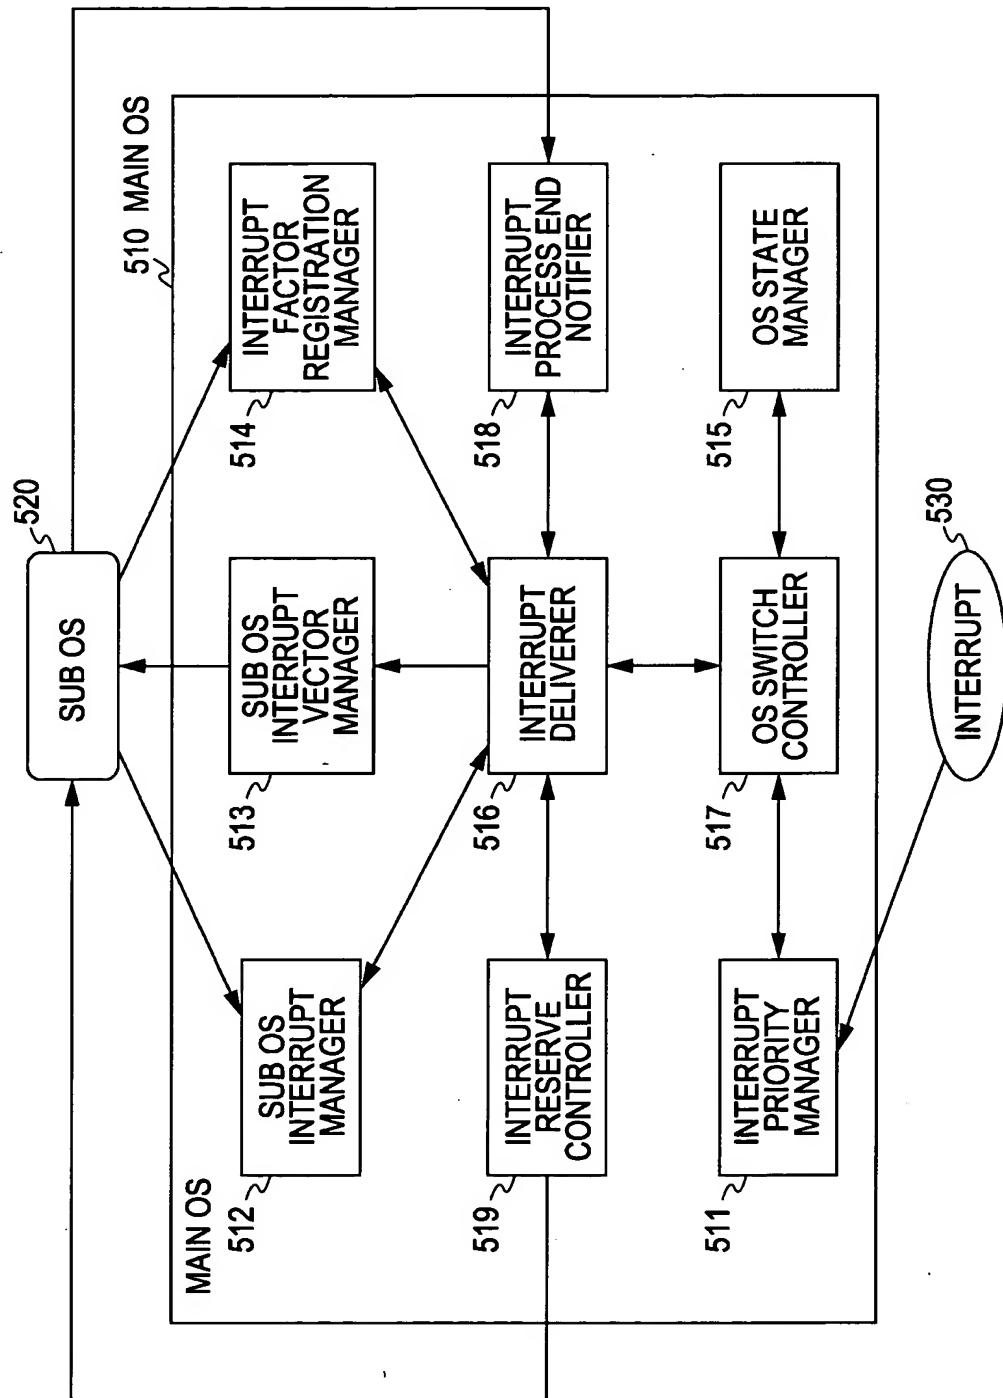 520
SUB OS
510 MAIN OS
MAIN OS
512
SUB OS
INTERRUPT
MANAGER
513
SUB OS
INTERRUPT
VECTOR
MANAGER
514
INTERRUPT
FACTOR
REGISTRATION
MANAGER
519
INTERRUPT
RESERVE
CONTROLLER
516
INTERRUPT
DELIVERER
518
INTERRUPT
PROCESS END
NOTIFIER
511
INTERRUPT
PRIORITY
MANAGER
517
OS SWITCH
CONTROLLER
515
OS STATE
MANAGER
530
INTERRUPT